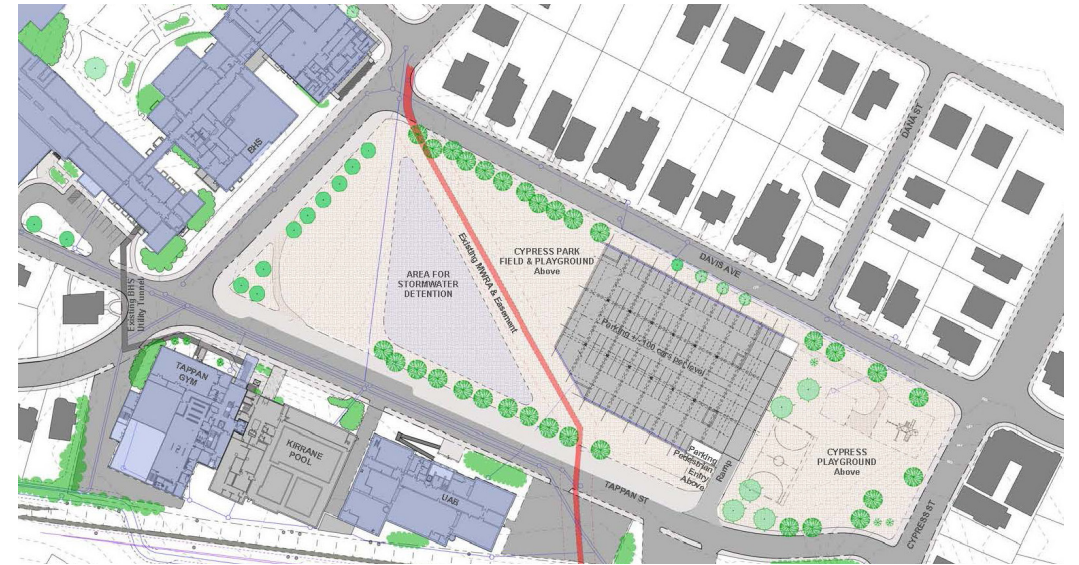 BHS
DANA ST
Existing MWRA & Easement
CYPRESS PARK
FIELD & PLAYGROUND
Above
DAVIS AVE
AREA FOR
STORMWATER
DETENTION
Existing BHS
Utility Tunnel
Parking +/-100 cars per level
TAPPAN
GYM
KIRRANE
POOL
UAB
TAPPAN ST
Parking
Pedestrian
Entry
Above
Ramp
CYPRESS
PLAYGROUND
Above
CYPRESS ST